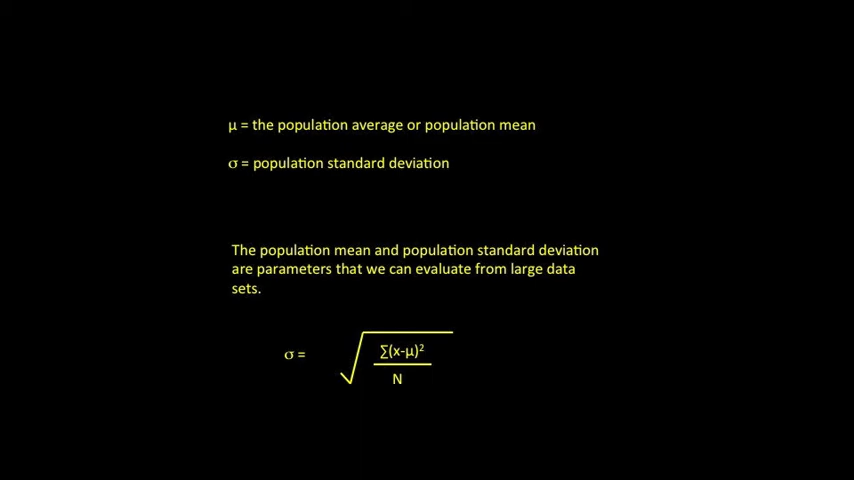 μ = the population average or population mean
σ = population standard deviation
The population mean and population standard deviation
are parameters that we can evaluate from large data
sets.
σ = √ ∑(x-μ)²
N